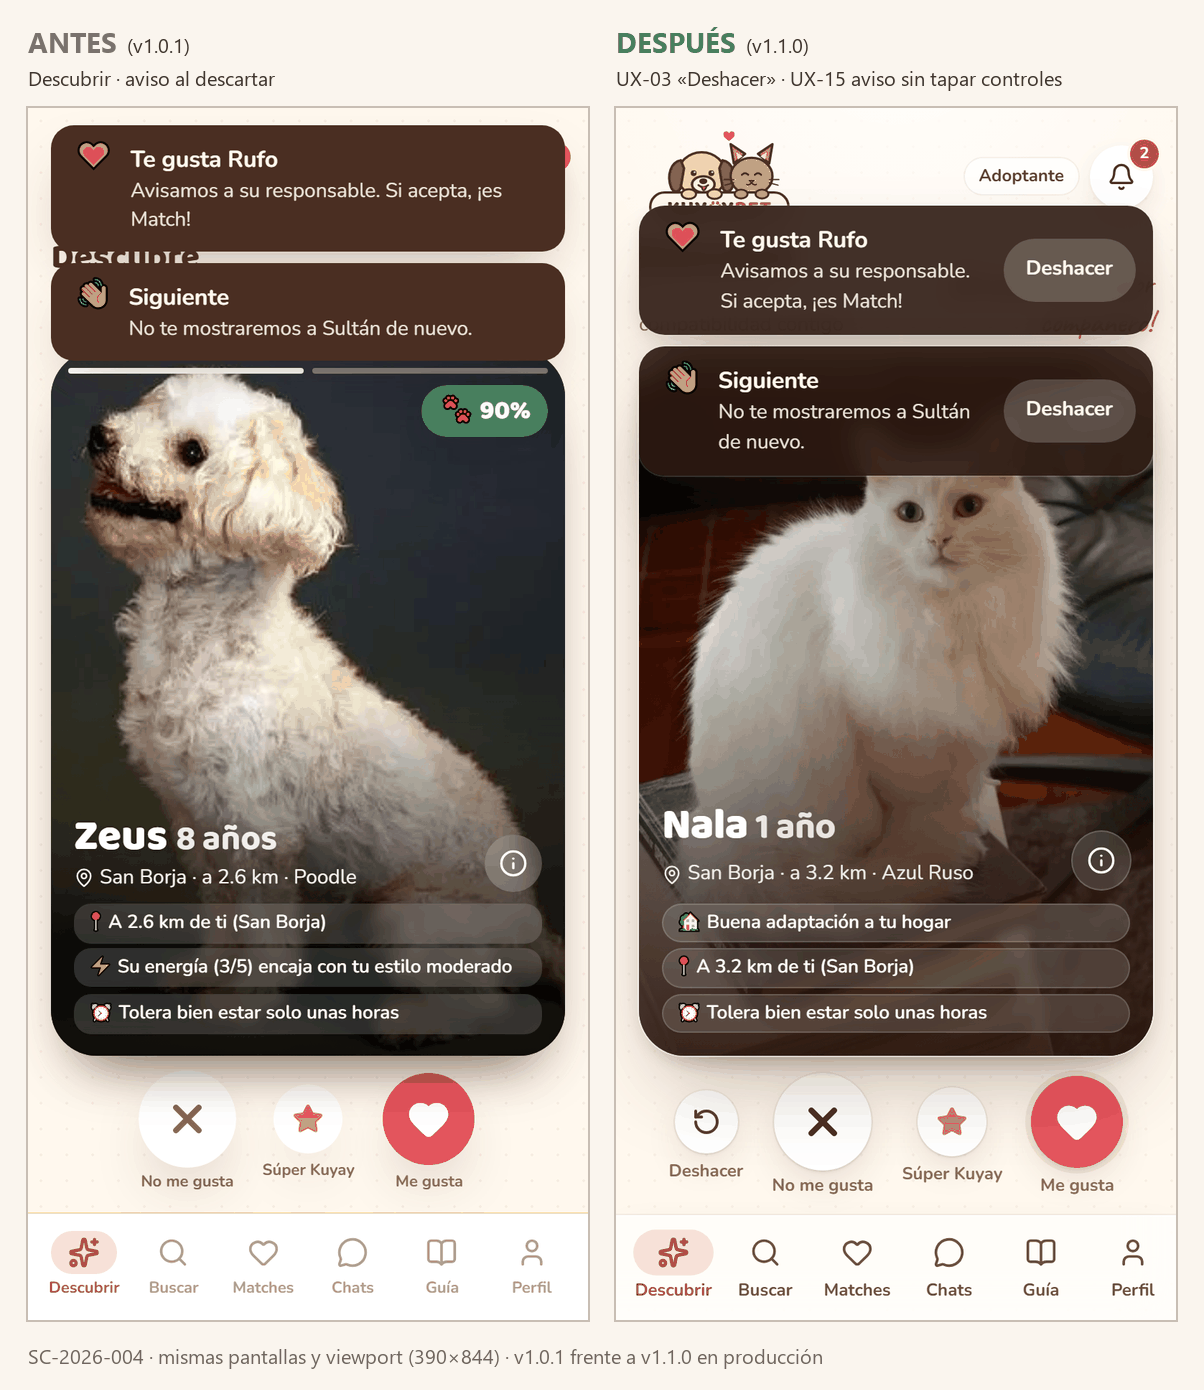 ANTES (v1.0.1)
Descubrir · aviso al descartar
Te gusta Rufo
Avisamos a su responsable. Si acepta, ¡es
Match!
Descubre
Siguiente
No te mostraremos a Sultán de nuevo.
90%
Zeus 8 años
San Borja · a 2.6 km · Poodle
A 2.6 km de ti (San Borja)
Su energía (3/5) encaja con tu estilo moderado
Tolera bien estar solo unas horas
No me gusta
Súper Kuyay
Me gusta
Descubrir
Buscar
Matches
Chats
Guía
Perfil
DESPUÉS (v1.1.0)
UX-03 «Deshacer» · UX-15 aviso sin tapar controles
Adoptante
2
Te gusta Rufo
Avisamos a su responsable.
Si acepta, ¡es Match!
Deshacer
Siguiente
No te mostraremos a Sultán
de nuevo.
Deshacer
Nala 1 año
San Borja · a 3.2 km · Azul Ruso
Buena adaptación a tu hogar
A 3.2 km de ti (San Borja)
Tolera bien estar solo unas horas
Deshacer
No me gusta
Súper Kuyay
Me gusta
Descubrir
Buscar
Matches
Chats
Guía
Perfil
SC-2026-004 · mismas pantallas y viewport (390×844) · v1.0.1 frente a v1.1.0 en producción